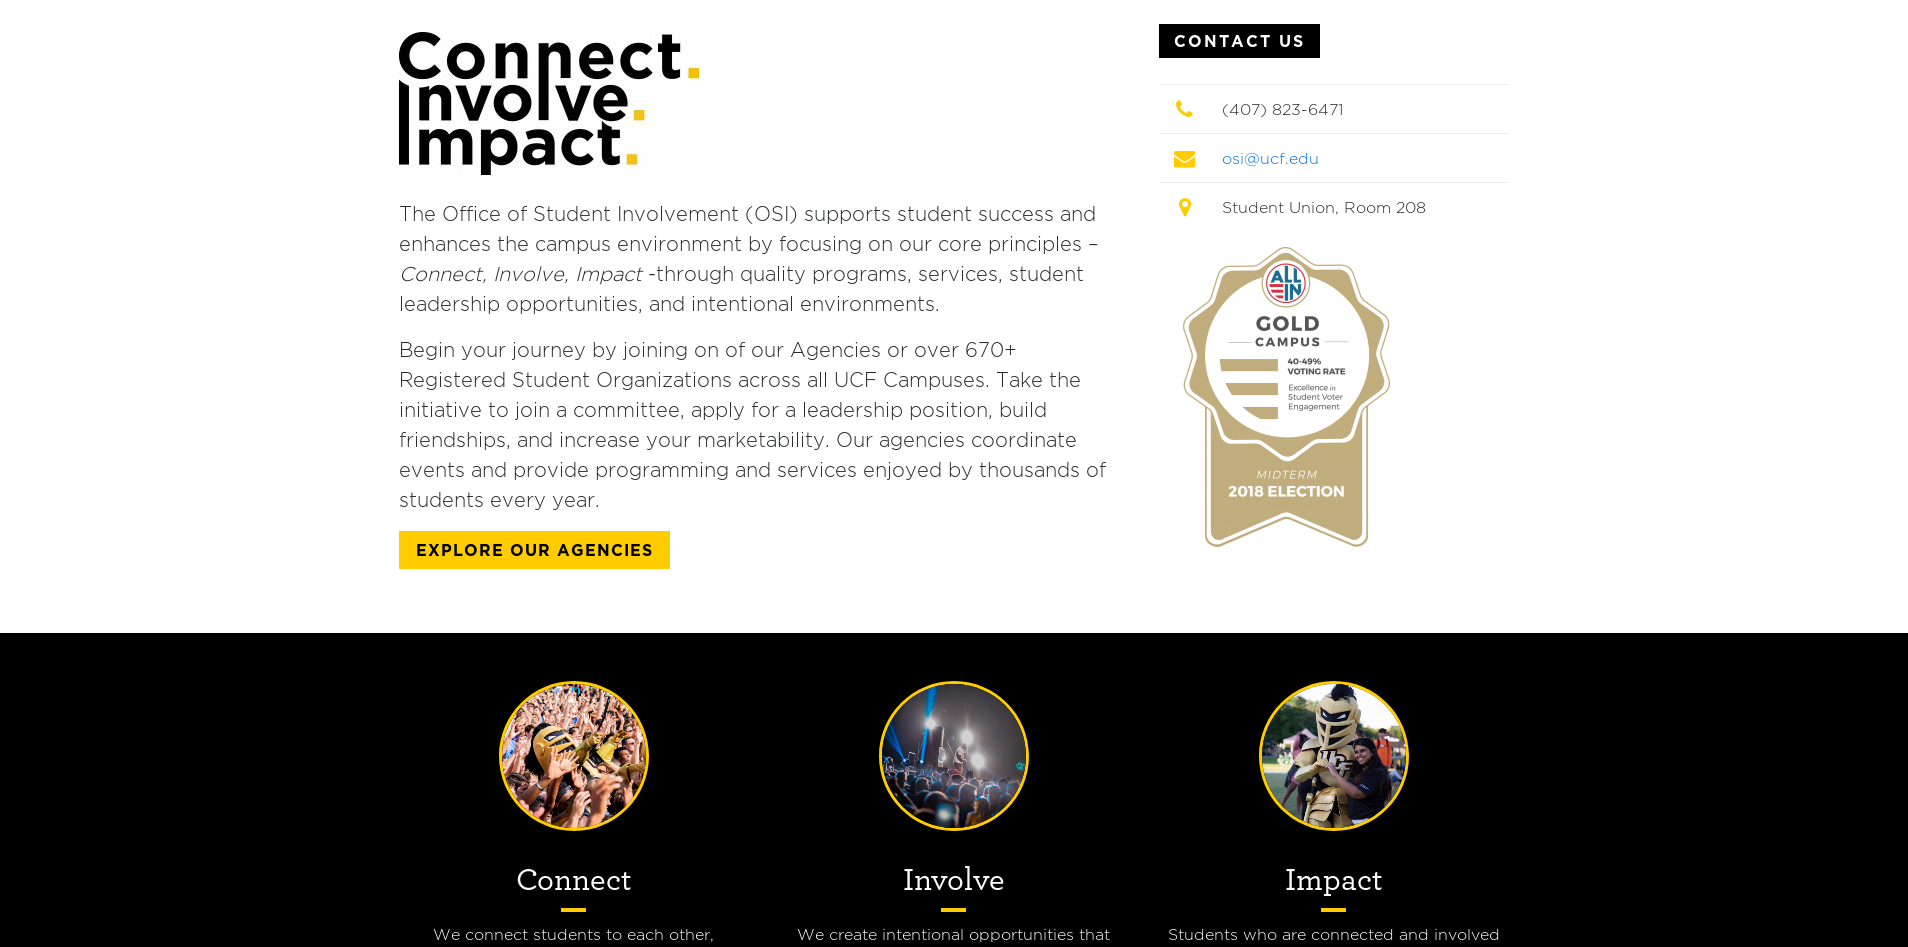 Connect.
Involve.
Impact.
The Office of Student Involvement (OSI) supports student success and
enhances the campus environment by focusing on our core principles –
Connect, Involve, Impact -through quality programs, services, student
leadership opportunities, and intentional environments.
Begin your journey by joining on of our Agencies or over 670+
Registered Student Organizations across all UCF Campuses. Take the
initiative to join a committee, apply for a leadership position, build
friendships, and increase your marketability. Our agencies coordinate
events and provide programming and services enjoyed by thousands of
students every year.
EXPLORE OUR AGENCIES
CONTACT US
(407) 823-6471
osi@ucf.edu
Student Union, Room 208
ALL
IN
GOLD
CAMPUS
40-49%
VOTING RATE
Excellence in
Student Voter
Engagement
MIDTERM
2018 ELECTION
UCF
Connect
Involve
Impact
We connect students to each other,
We create intentional opportunities that
Students who are connected and involved